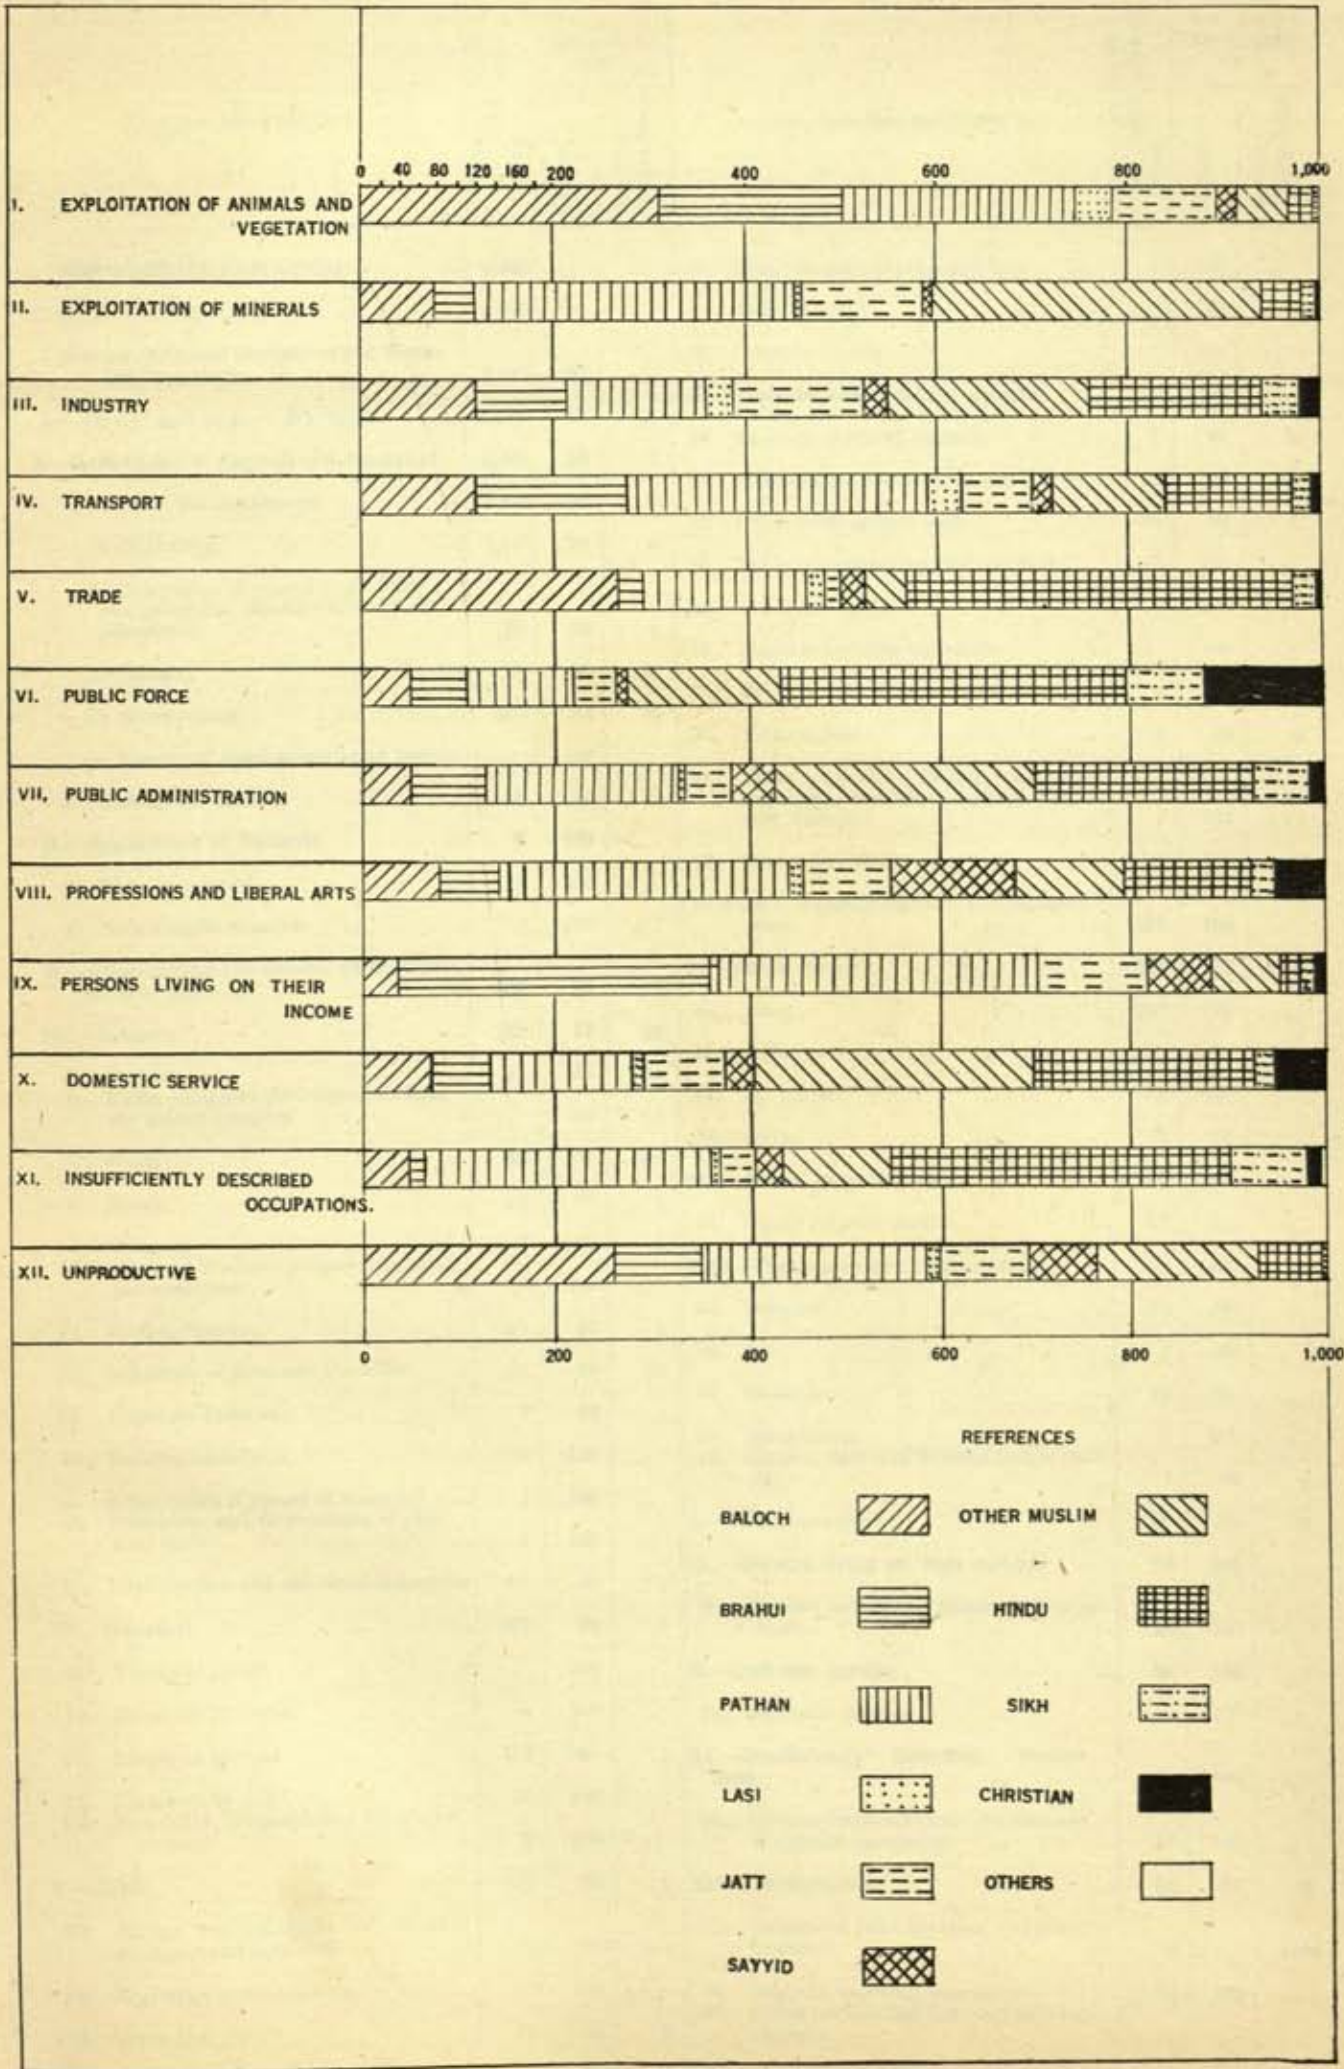 0 40 80 120 160 200 400 600 800 1,000
I. EXPLOITATION OF ANIMALS AND
VEGETATION
II. EXPLOITATION OF MINERALS
III. INDUSTRY
IV. TRANSPORT
V. TRADE
VI. PUBLIC FORCE
VII. PUBLIC ADMINISTRATION
VIII. PROFESSIONS AND LIBERAL ARTS
IX. PERSONS LIVING ON THEIR
INCOME
X. DOMESTIC SERVICE
XI. INSUFFICIENTLY DESCRIBED
OCCUPATIONS.
XII. UNPRODUCTIVE
0 200 400 600 800 1,000
REFERENCES
BALOCH OTHER MUSLIM
BRAHUI HINDU
PATHAN SIKH
LASI CHRISTIAN
JATT OTHERS
SAYYID